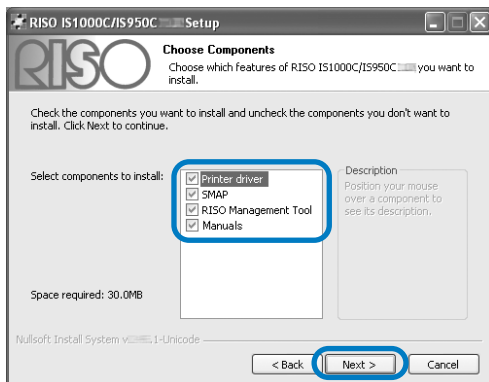 RISO IS1000C/IS950C Setup
RISO
Choose Components
Choose which features of RISO IS1000C/IS950C you want to
install.
Check the components you want to install and uncheck the components you don't want to
install. Click Next to continue.
Select components to install:
Printer driver
SMAP
RISO Management Tool
Manuals
Description
Position your mouse
over a component to
see its description.
Space required: 30.0MB
Nullsoft Install System v .1-Unicode
< Back
Next >
Cancel